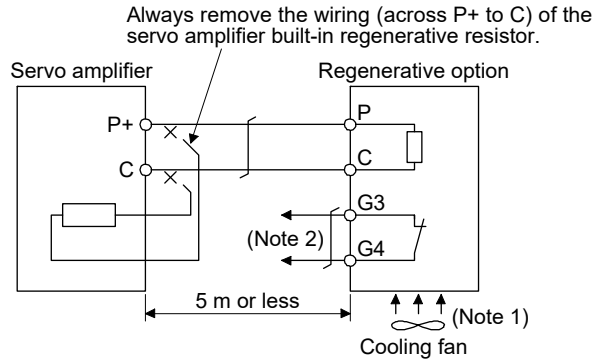 Always remove the wiring (across P+ to C) of the
servo amplifier built-in regenerative resistor.
Servo amplifier
Regenerative option
P+
P
C
C
G3
(Note 2)
G4
5 m or less
(Note 1)
Cooling fan